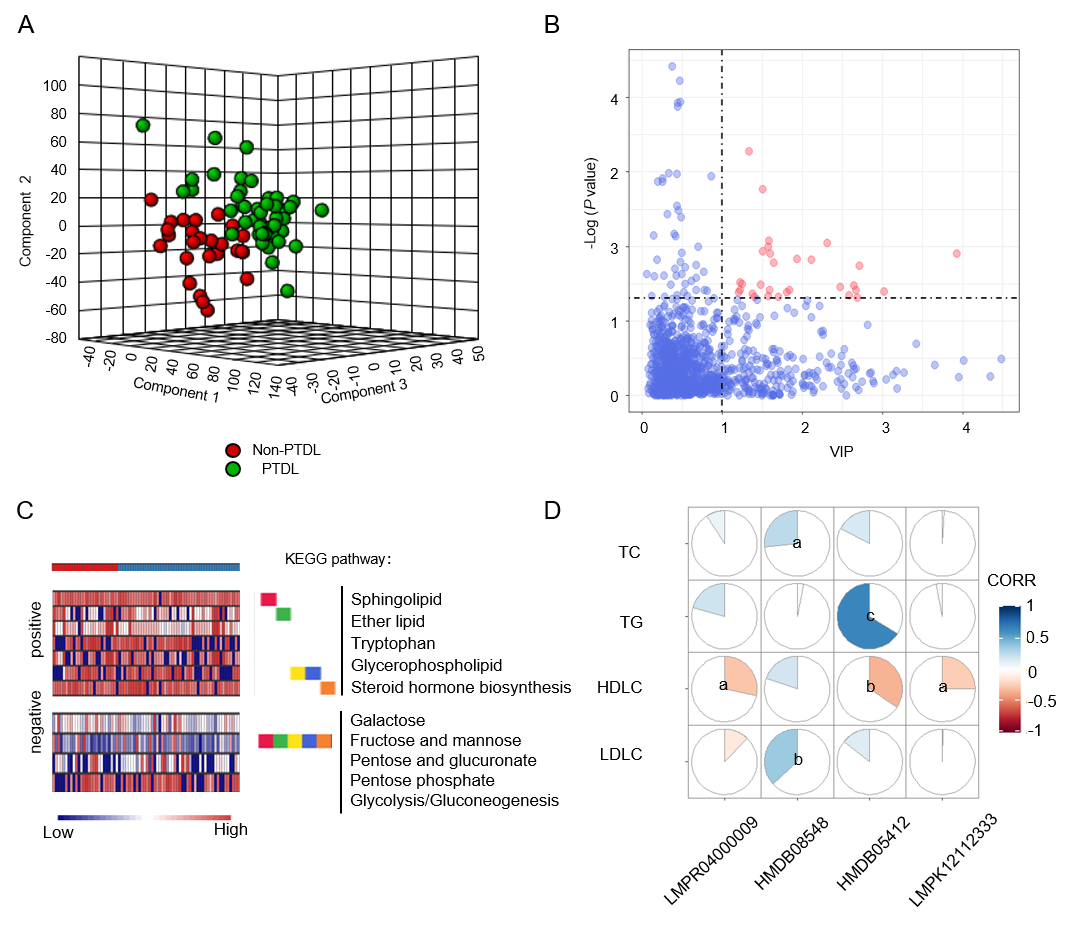 A
100
80
60
40
20
0
-20
-40
-60
-80
Component 2
-40
-20
0
20
40
60
80
100
120
140
Component 1
-40
-30
-20
-10
0
10
20
30
40
50
Component 3
Non-PTDL
PTDL
B
-Log (P value)
4
2
3
1
0
0
1
2
3
4
VIP
C
KEGG pathway:
positive
Sphingolipid
Ether lipid
Tryptophan
Glycerophospholipid
Steroid hormone biosynthesis
negative
Galactose
Fructose and mannose
Pentose and glucuronate
Pentose phosphate
Glycolysis/Gluconeogenesis
Low
High
D
TC
a
TG
c
HDLC
a
b
a
LDLC
b
LMPR04000009
HMDB08548
HMDB05412
LMPK12112333
CORR
1
0.5
0
-0.5
-1